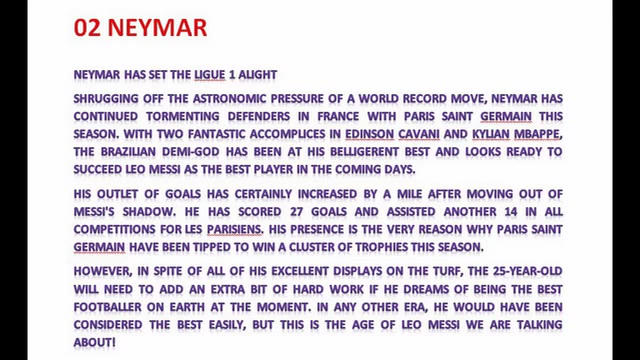 02 NEYMAR
NEYMAR HAS SET THE LIGUE 1 ALIGHT
SHRUGGING OFF THE ASTRONOMIC PRESSURE OF A WORLD RECORD MOVE, NEYMAR HAS
CONTINUED TORMENTING DEFENDERS IN FRANCE WITH PARIS SAINT GERMAIN THIS
SEASON. WITH TWO FANTASTIC ACCOMPLICES IN EDINSON CAVANI AND KYLIAN MBAPPE,
THE BRAZILIAN DEMI-GOD HAS BEEN AT HIS BELLIGERENT BEST AND LOOKS READY TO
SUCCEED LEO MESSI AS THE BEST PLAYER IN THE COMING DAYS.
HIS OUTLET OF GOALS HAS CERTAINLY INCREASED BY A MILE AFTER MOVING OUT OF
MESSI'S SHADOW. HE HAS SCORED 27 GOALS AND ASSISTED ANOTHER 14 IN ALL
COMPETITIONS FOR LES PARISIENS. HIS PRESENCE IS THE VERY REASON WHY PARIS SAINT
GERMAIN HAVE BEEN TIPPED TO WIN A CLUSTER OF TROPHIES THIS SEASON.
HOWEVER, IN SPITE OF ALL OF HIS EXCELLENT DISPLAYS ON THE TURF, THE 25-YEAR-OLD
WILL NEED TO ADD AN EXTRA BIT OF HARD WORK IF HE DREAMS OF BEING THE BEST
FOOTBALLER ON EARTH AT THE MOMENT. IN ANY OTHER ERA, HE WOULD HAVE BEEN
CONSIDERED THE BEST EASILY, BUT THIS IS THE AGE OF LEO MESSI WE ARE TALKING
ABOUT!